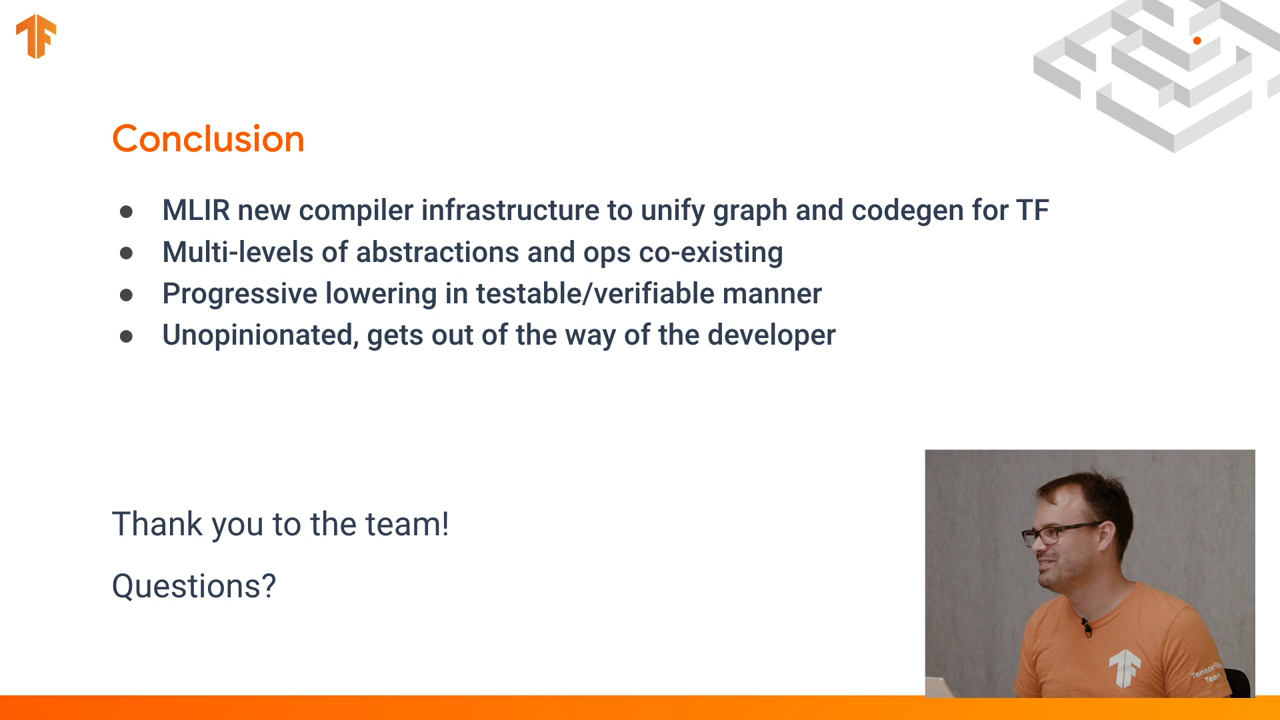 Conclusion
● MLIR new compiler infrastructure to unify graph and codegen for TF
● Multi-levels of abstractions and ops co-existing
● Progressive lowering in testable/verifiable manner
● Unopinionated, gets out of the way of the developer
Thank you to the team!
Questions?
Team